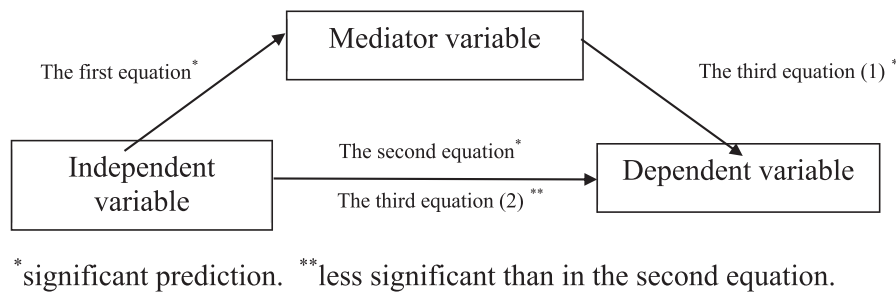 Mediator variable
The first equation*
The third equation (1) *
Independent
variable
The second equation*
The third equation (2) **
Dependent variable
*significant prediction. **less significant than in the second equation.